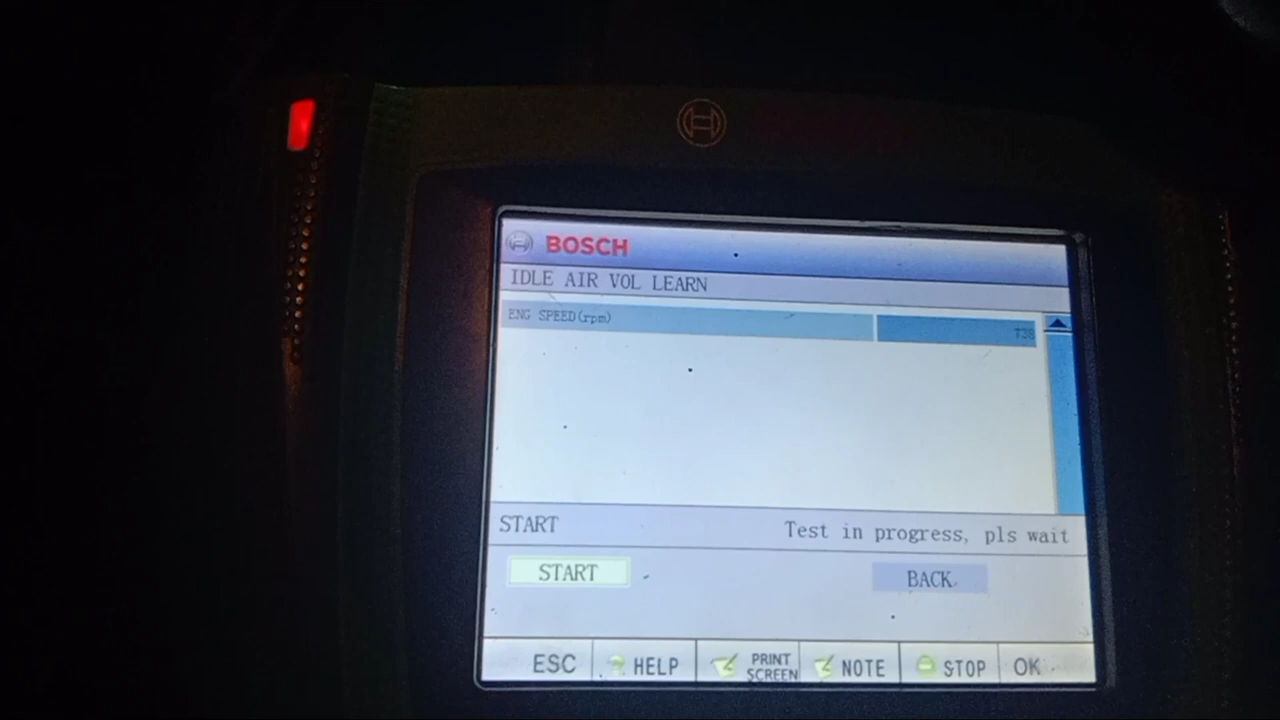 BOSCH
IDLE AIR VOL LEARN
ENG SPEED(rpm) 738
START Test in progress, pls wait
START BACK
ESC HELP PRINT SCREEN NOTE STOP OK